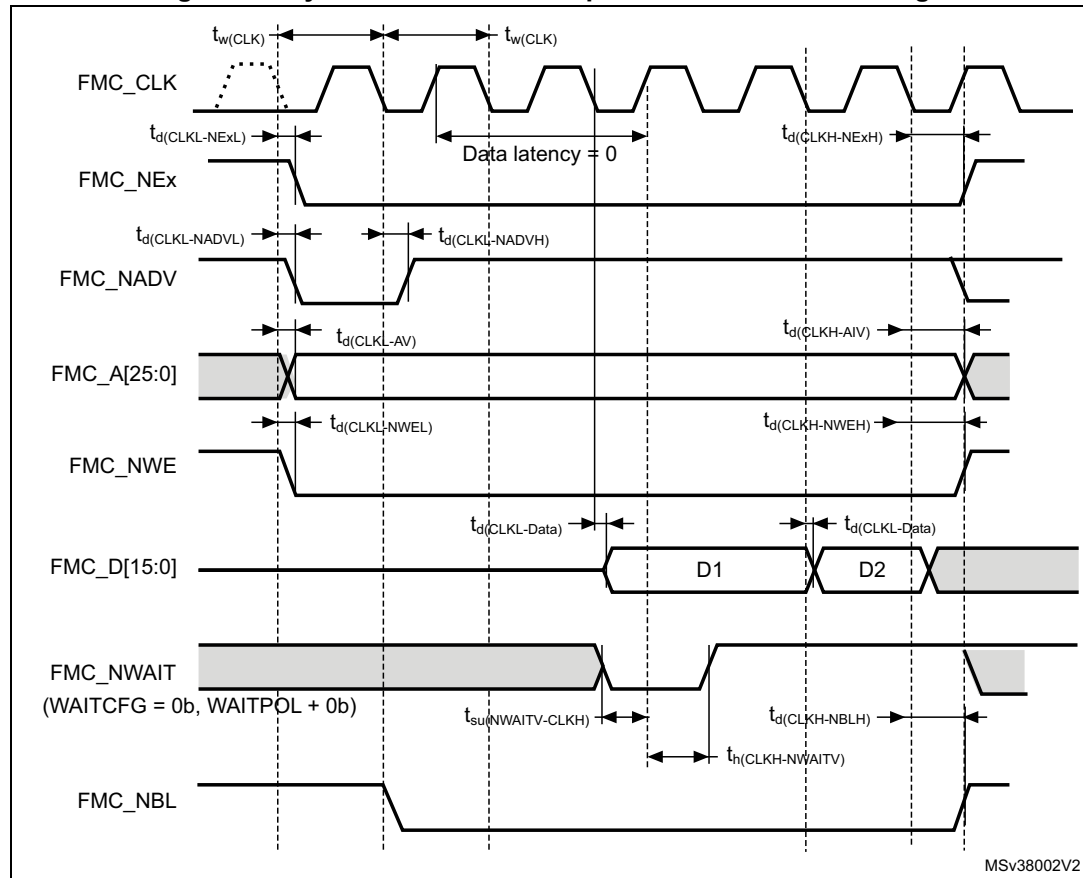 tw(CLK) tw(CLK)
FMC_CLK
td(CLKL-NExL) td(CLKH-NExH)
Data latency = 0
FMC_NEx
td(CLKL-NADVL) td(CLKL-NADVH)
FMC_NADV
td(CLKL-AV) td(CLKH-AIV)
FMC_A[25:0]
td(CLKL-NWEL) td(CLKH-NWEH)
FMC_NWE
td(CLKL-Data) td(CLKL-Data)
FMC_D[15:0] D1 D2
FMC_NWAIT
(WAITCFG = 0b, WAITPOL + 0b)
tsu(NWAITV-CLKH) td(CLKH-NBLH)
th(CLKH-NWAITV)
FMC_NBL
MSv38002V2